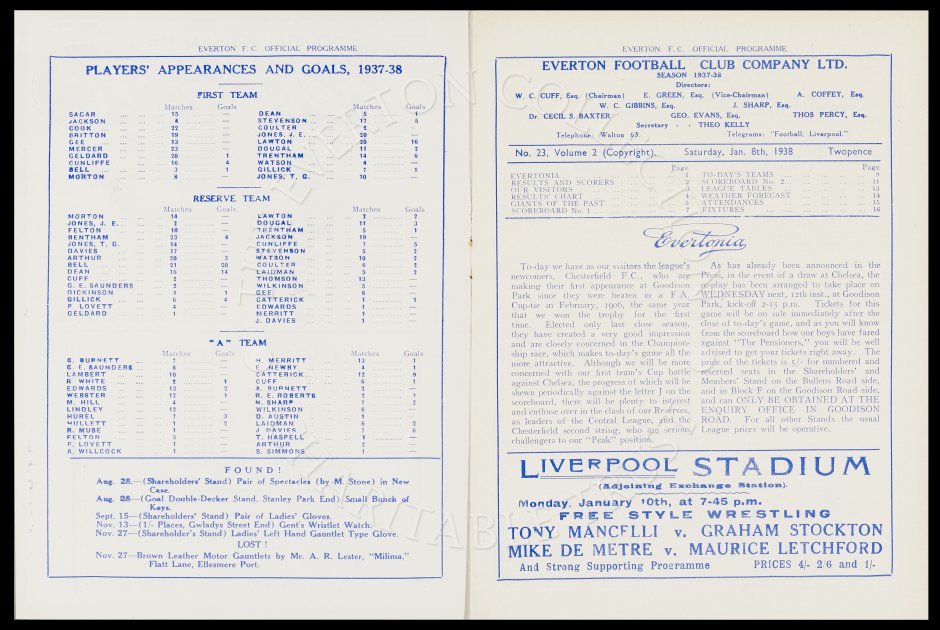 EVERTON F.C. OFFICIAL PROGRAMME
PLAYERS' APPEARANCES AND GOALS, 1937-38
FIRST TEAM
Matches Goals Matches Goals
SAGAR 15 — DEAN 5 1
JACKSON 4 — STEVENSON 17 5
COOK 22 — COULTER 2
BRITTON 19 — JONES, J. E. 20 —
GEE 13 — LAWTON 20 16
MERCER 23 — DOUGAL 11 2
GELDARD 20 1 TRENTHAM 14 6
CUNLIFFE 16 4 WATSON 4 —
BELL 3 1 GILLICK 7 1
MORTON 8 JONES, T. G. 10 —
RESERVE TEAM
Matches Goals Matches Goals
MORTON 14 LAWTON 2 2
JONES, J. E. 2 DOUGAL 11 3
FELTON 10 TRENTHAM 5 1
BENTHAM 23 4 JACKSON 19 —
JONES, T. G. 14 — CUNLIFFE 7 5
DAVIES 17 — STEVENSON 5 2
ARTHUR 20 3 WATSON 16 2
BELL 21 20 COULTER 6 2
DEAN 16 14 LAIDMAN 5 2
CUFF 2 — THOMSON 13 —
G. E. SAUNDERS 2 — WILKINSON 5 —
DICKINSON 1 1 GEE 8 —
GILLICK 6 4 CATTERICK 1 1
P. LOVETT 1 EDWARDS 1 —
GELDARD 1 MERRITT 1 —
J. DAVIES 1 —
"A" TEAM
Matches Goals Matches Goals
G. BURNETT 7 — H. MERRITT 13 1
G. E. SAUNDERS 8 — E. NEWBY 4 1
LAMBERT 10 — CATTERICK 12 9
R. WHITE 2 1 CUFF 6 1
EDWARDS 13 2 A. BURNETT 2 —
WEBSTER 12 1 R. E. ROBERTS 2 1
M. HILL 4 — N. SHARP 2 2
LINDLEY 12 — WILKINSON 6
HUREL 7 3 D. AUSTIN 1
HULLETT 1 2 LAIDMAN 6 2
R. MUSE 1 J DAVIES 7 6
FELTON 5 T. HASPELL 1 —
P. LOVETT 1 — ARTHUR 2 —
A. WILLCOCK 1 — S. SIMMONS 1 —
FOUND!
Aug. 28.—(Shareholders' Stand) Pair of Spectacles (by M. Stone) in New
Case.
Aug. 28—(Goal Double-Decker Stand, Stanley Park End) Small Bunch of
Keys.
Sept. 15—(Shareholders' Stand) Pair of Ladies' Gloves.
Nov. 13—(1/- Places, Gwladys Street End) Gent's Wristlet Watch.
Nov. 27—(Shareholder's Stand) Ladies' Left Hand Gauntlet Type Glove.
LOST!
Nov. 27—Brown Leather Motor Gauntlets by Mr. A. R. Lester, "Milima,"
Flatt Lane, Ellesmere Port.
EVERTON F.C. OFFICIAL PROGRAMME
EVERTON FOOTBALL CLUB COMPANY LTD.
SEASON 1937-38
Directors:
W. C. CUFF, Esq. (Chairman) E. GREEN, Esq. (Vice-Chairman) A. COFFEY, Esq.
W. C. GIBBINS, Esq. J. SHARP, Esq.
Dr. CECIL S. BAXTER GEO. EVANS, Esq. THOS PERCY, Esq.
Secretary - - THEO KELLY
Telephone: Walton 63. Telegrams: "Football, Liverpool."
No. 23, Volume 2 (Copyright). Saturday, Jan. 8th, 1938 Twopence
Page Page
EVERTONIA 1 TO-DAY'S TEAMS 9
RESULTS AND SCORERS 2 SCOREBOARD No. 2 11
OUR VISITORS 3 LEAGUE TABLES 13
RESULTS' CHART 4 WEATHER FORECAST 14
GIANTS OF THE PAST 5 ATTENDANCES 15
SCOREBOARD No. 1 7 FIXTURES 16
Evertonia
To-day we have as our visitors the league's
newcomers, Chesterfield F.C., who are
making their first appearance at Goodison
Park since they were beaten in a F.A.
Cup-tie in February, 1906, the same year
that we won the trophy for the first
time. Elected only last close season,
they have created a very good impression
and are closely concerned in the Champion-
ship race, which makes to-day's game all the
more attractive. Although we will be more
concerned with our first team's Cup battle
against Chelsea, the progress of which will be
shewn periodically against the letter J on the
scoreboard, there will be plenty to interest
and enthuse over in the clash of our Reserves,
as leaders of the Central League, and the
Chesterfield second string, who are serious
challengers to our "Peak" position.
As has already been announced in the
Press, in the event of a draw at Chelsea, the
re-play has been arranged to take place on
WEDNESDAY next, 12th inst., at Goodison
Park, kick-off 2-15 p.m. Tickets for this
game will be on sale immediately after the
close of to-day's game, and as you will know
from the scoreboard how our boys have fared
against "The Pensioners," you will be well
advised to get your tickets right away. The
price of the tickets is 5/- for numbered and
reserved seats in the Shareholders' and
Members' Stand on the Bullens Road side,
and in Block F on the Goodison Road side,
and can ONLY BE OBTAINED AT THE
ENQUIRY OFFICE IN GOODISON
ROAD. For all other Stands the usual
League prices will be operative.
LIVERPOOL STADIUM
(Adjoining Exchange Station).
Monday, January 10th, at 7-45 p.m.
FREE STYLE WRESTLING
TONY MANCELLI v. GRAHAM STOCKTON
MIKE DE METRE v. MAURICE LETCHFORD
And Strong Supporting Programme PRICES 4/- 2/6 and 1/-